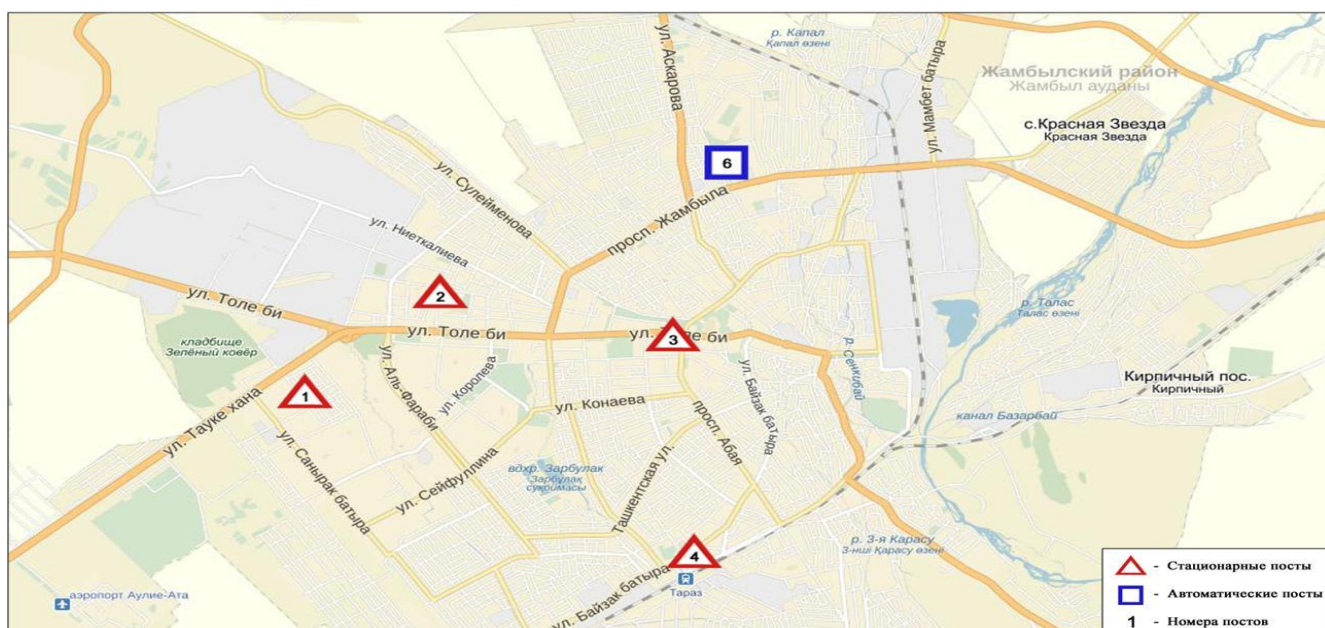 р. Капал
Қапал өзені
ул. Аскарова
Жамбылский район
Жамбыл ауданы
ул. Мамбет батыра
с.Красная Звезда
Красная Звезда
6
ул. Сулейменова
просп. Жамбыла
ул. Ниеткалиева
ул. Толе би
2
р. Талас
Талас өзені
ул. Толе би
3
кладбище
Зелёный ковёр
р. Сенкибай
ул. Аль-Фараби
ул. Королева
ул. Байзак батыра
Кирпичный пос.
Кирпичный
1
ул. Конаева
канал Базарбай
ул. Тауке хана
просп. Абая
ул. Санырак батыра
ул. Сейфуллина
вдхр. Зарбулак
Ташкентская ул.
р. 3-я Карасу
3-нші Қарасу өзені
4
ул. Байзак батыра
Тараз
аэропорт Аулие-Ата
- Стационарные посты
- Автоматические посты
1 - Номера постов